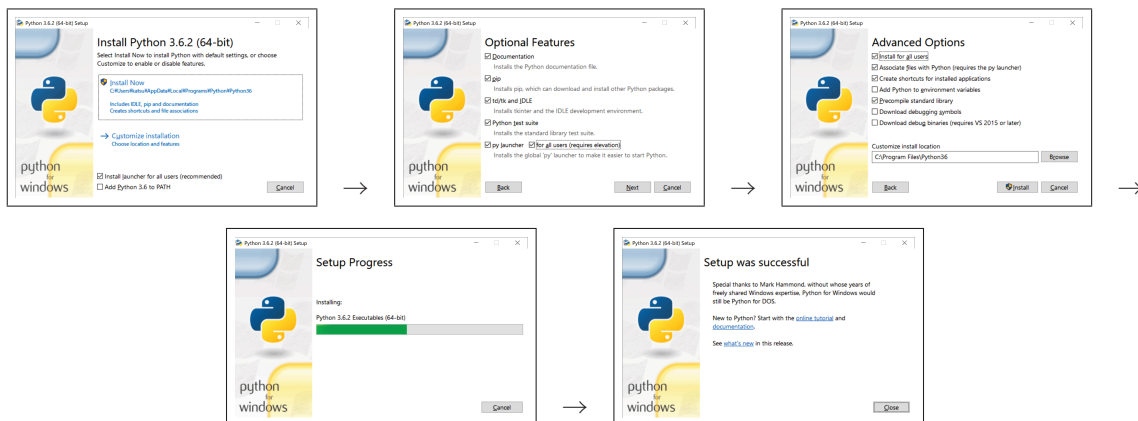 Python 3.6.2 (64-bit) Setup
Install Python 3.6.2 (64-bit)
Select Install Now to install Python with default settings, or choose
Customize to enable or disable features.
Install Now
C:¥Users¥katsu¥AppData¥Local¥Programs¥Python¥Python36
Includes IDLE, pip and documentation
Creates shortcuts and file associations
→ Customize installation
Choose location and features
Install launcher for all users (recommended)
Add Python 3.6 to PATH
Cancel
python
for
windows
→
Python 3.6.2 (64-bit) Setup
Optional Features
Documentation
Installs the Python documentation file.
pip
Installs pip, which can download and install other Python packages.
td/tk and IDLE
Installs tkinter and the IDLE development environment.
Python test suite
Installs the standard library test suite.
py launcher for all users (requires elevation)
Installs the global 'py' launcher to make it easier to start Python.
Back Next Cancel
python
for
windows
→
Python 3.6.2 (64-bit) Setup
Advanced Options
Install for all users
Associate files with Python (requires the py launcher)
Create shortcuts for installed applications
Add Python to environment variables
Precompile standard library
Download debugging symbols
Download debug binaries (requires VS 2015 or later)
Customize install location
C:\Program Files\Python36 Browse
Back Install Cancel
python
for
windows
→
Python 3.6.2 (64-bit) Setup
Setup Progress
Installing:
Python 3.6.2 Executables (64-bit)
Cancel
python
for
windows
→
Python 3.6.2 (64-bit) Setup
Setup was successful
Special thanks to Mark Hammond, without whose years of
freely shared Windows expertise, Python for Windows would
still be Python for DOS.
New to Python? Start with the online tutorial and
documentation.
See what's new in this release.
Close
python
for
windows